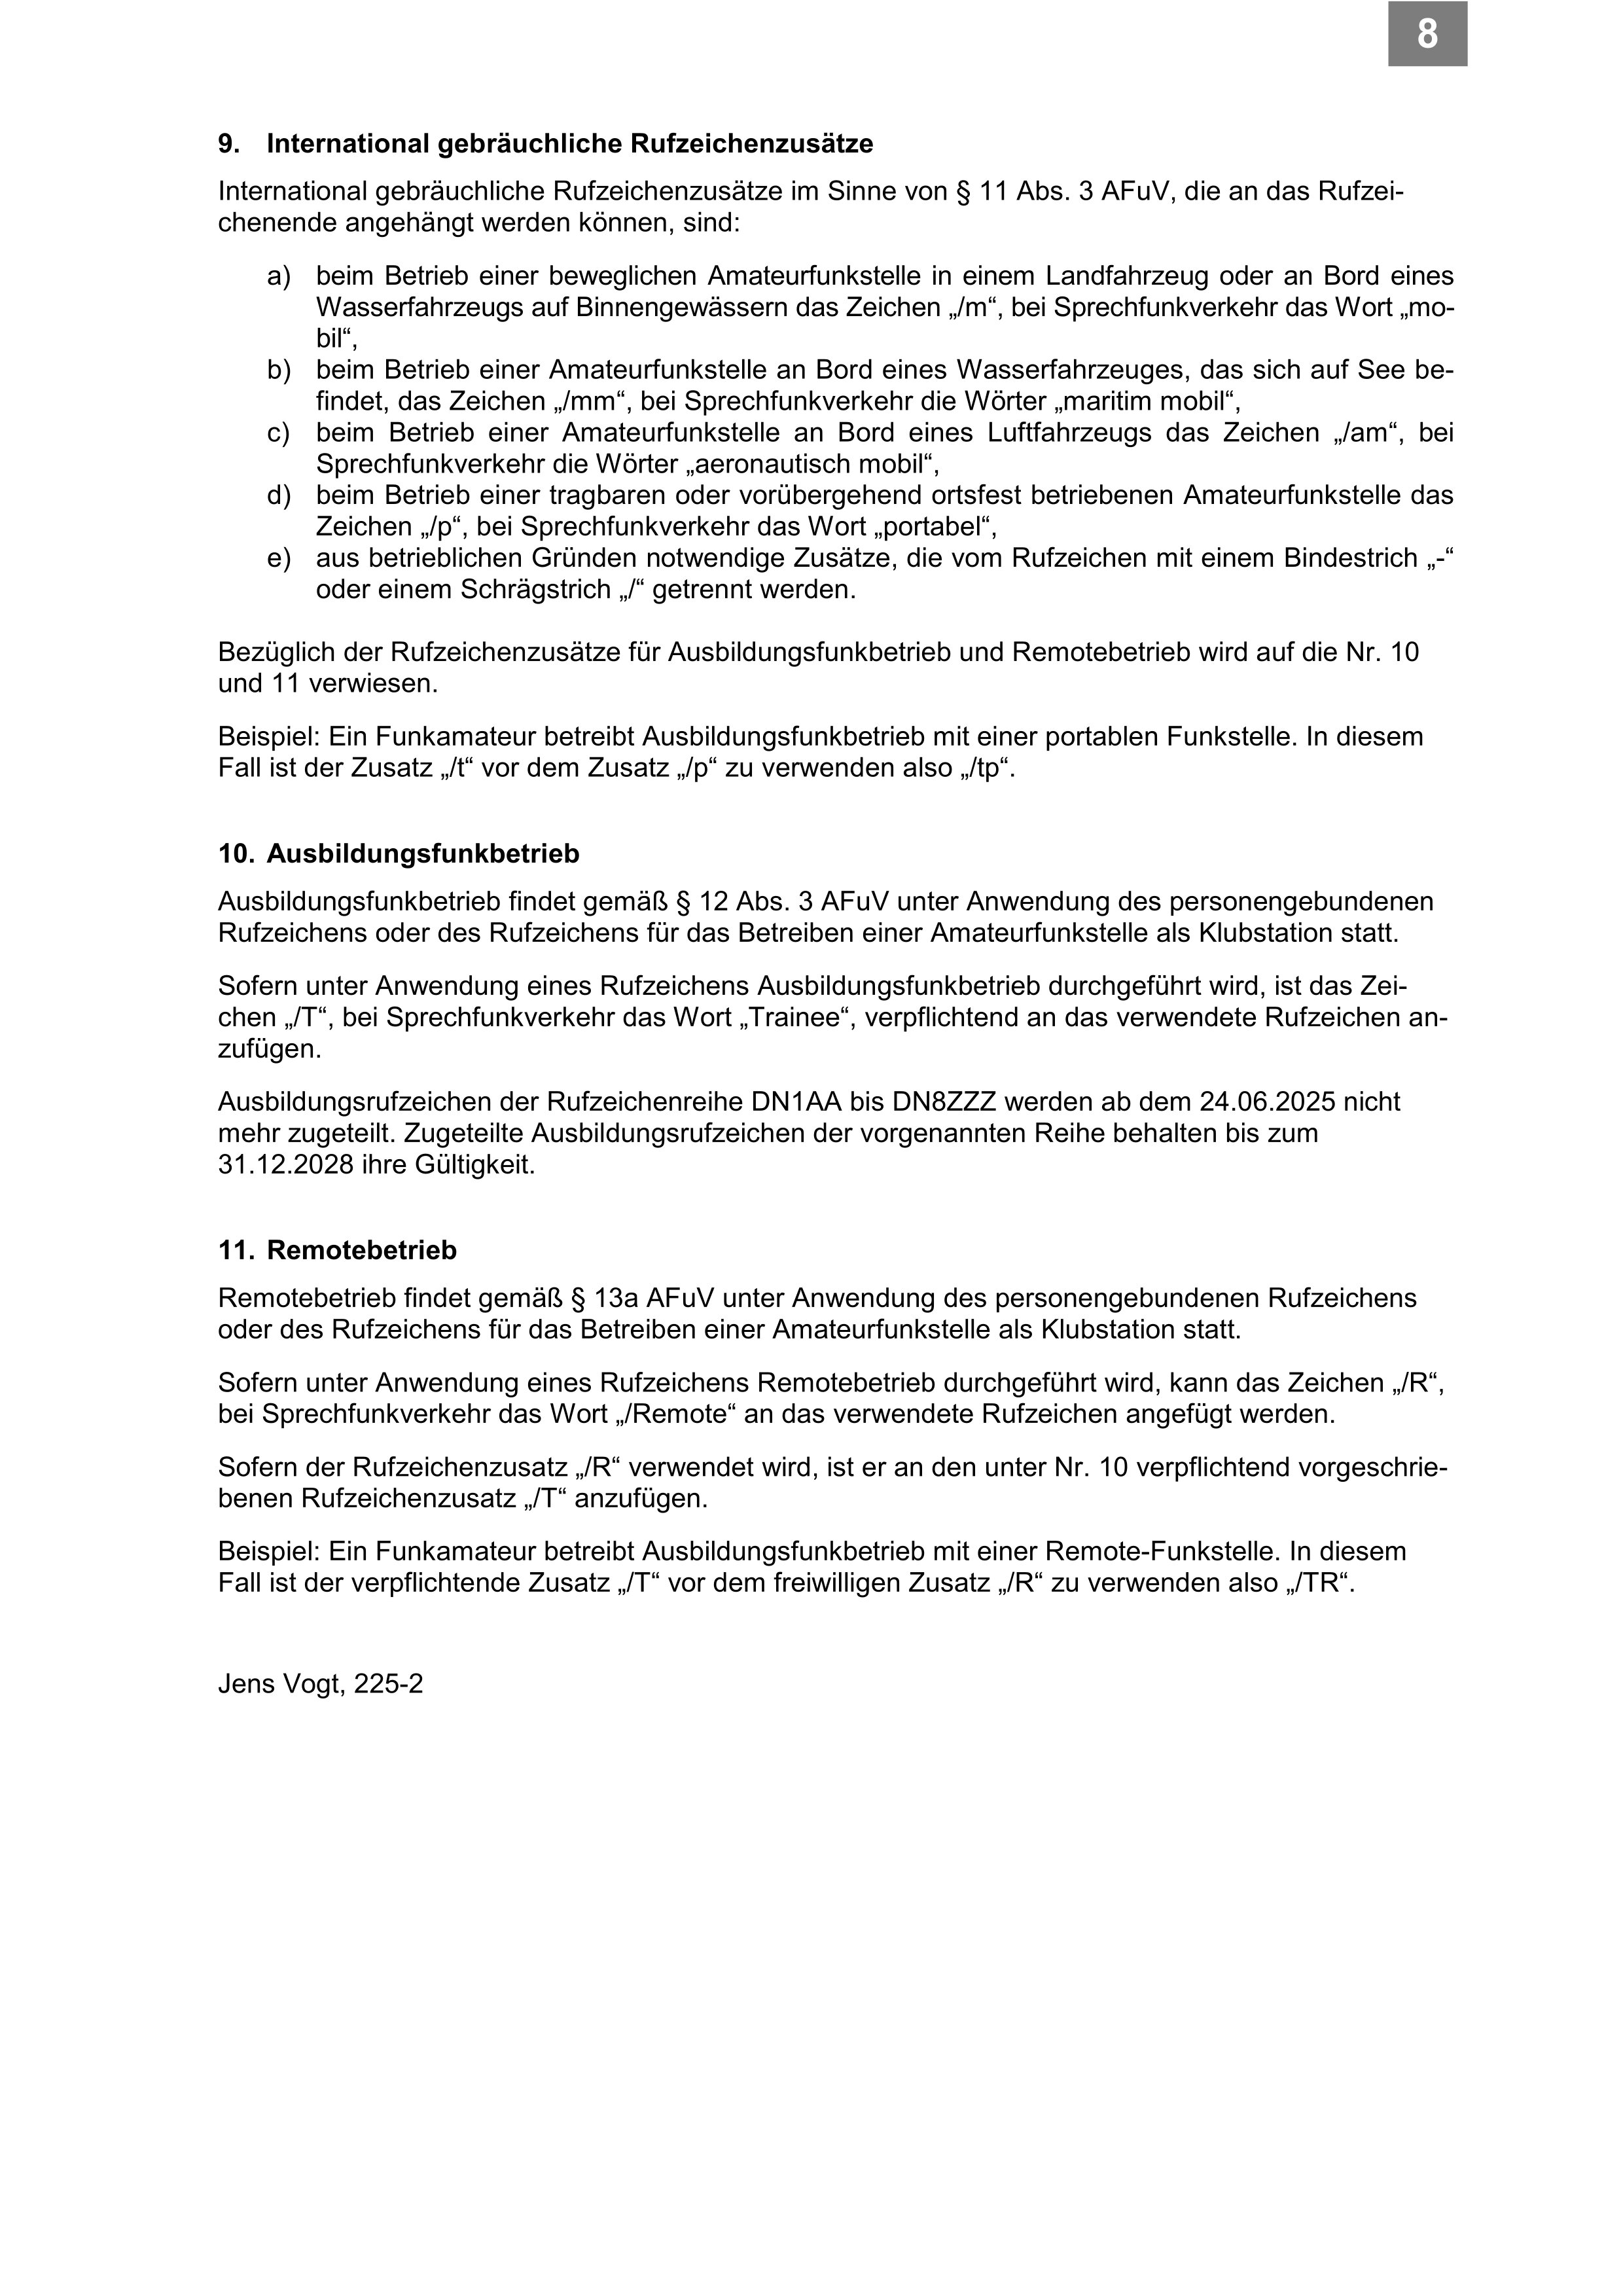 8
9. International gebräuchliche Rufzeichenzusätze
International gebräuchliche Rufzeichenzusätze im Sinne von § 11 Abs. 3 AFuV, die an das Rufzei-
chenende angehängt werden können, sind:
a) beim Betrieb einer beweglichen Amateurfunkstelle in einem Landfahrzeug oder an Bord eines
Wasserfahrzeugs auf Binnengewässern das Zeichen „/m“, bei Sprechfunkverkehr das Wort „mo-
bil“,
b) beim Betrieb einer Amateurfunkstelle an Bord eines Wasserfahrzeuges, das sich auf See be-
findet, das Zeichen „/mm“, bei Sprechfunkverkehr die Wörter „maritim mobil“,
c) beim Betrieb einer Amateurfunkstelle an Bord eines Luftfahrzeugs das Zeichen „/am“, bei
Sprechfunkverkehr die Wörter „aeronautisch mobil“,
d) beim Betrieb einer tragbaren oder vorübergehend ortsfest betriebenen Amateurfunkstelle das
Zeichen „/p“, bei Sprechfunkverkehr das Wort „portabel“,
e) aus betrieblichen Gründen notwendige Zusätze, die vom Rufzeichen mit einem Bindestrich „-“
oder einem Schrägstrich „/“ getrennt werden.
Bezüglich der Rufzeichenzusätze für Ausbildungsfunkbetrieb und Remotebetrieb wird auf die Nr. 10
und 11 verwiesen.
Beispiel: Ein Funkamateur betreibt Ausbildungsfunkbetrieb mit einer portablen Funkstelle. In diesem
Fall ist der Zusatz „/t“ vor dem Zusatz „/p“ zu verwenden also „/tp“.
10. Ausbildungsfunkbetrieb
Ausbildungsfunkbetrieb findet gemäß § 12 Abs. 3 AFuV unter Anwendung des personengebundenen
Rufzeichens oder des Rufzeichens für das Betreiben einer Amateurfunkstelle als Klubstation statt.
Sofern unter Anwendung eines Rufzeichens Ausbildungsfunkbetrieb durchgeführt wird, ist das Zei-
chen „/T“, bei Sprechfunkverkehr das Wort „Trainee“, verpflichtend an das verwendete Rufzeichen an-
zufügen.
Ausbildungsrufzeichen der Rufzeichenreihe DN1AA bis DN8ZZZ werden ab dem 24.06.2025 nicht
mehr zugeteilt. Zugeteilte Ausbildungsrufzeichen der vorgenannten Reihe behalten bis zum
31.12.2028 ihre Gültigkeit.
11. Remotebetrieb
Remotebetrieb findet gemäß § 13a AFuV unter Anwendung des personengebundenen Rufzeichens
oder des Rufzeichens für das Betreiben einer Amateurfunkstelle als Klubstation statt.
Sofern unter Anwendung eines Rufzeichens Remotebetrieb durchgeführt wird, kann das Zeichen „/R“,
bei Sprechfunkverkehr das Wort „/Remote“ an das verwendete Rufzeichen angefügt werden.
Sofern der Rufzeichenzusatz „/R“ verwendet wird, ist er an den unter Nr. 10 verpflichtend vorgeschrie-
benen Rufzeichenzusatz „/T“ anzufügen.
Beispiel: Ein Funkamateur betreibt Ausbildungsfunkbetrieb mit einer Remote-Funkstelle. In diesem
Fall ist der verpflichtende Zusatz „/T“ vor dem freiwilligen Zusatz „/R“ zu verwenden also „/TR“.
Jens Vogt, 225-2